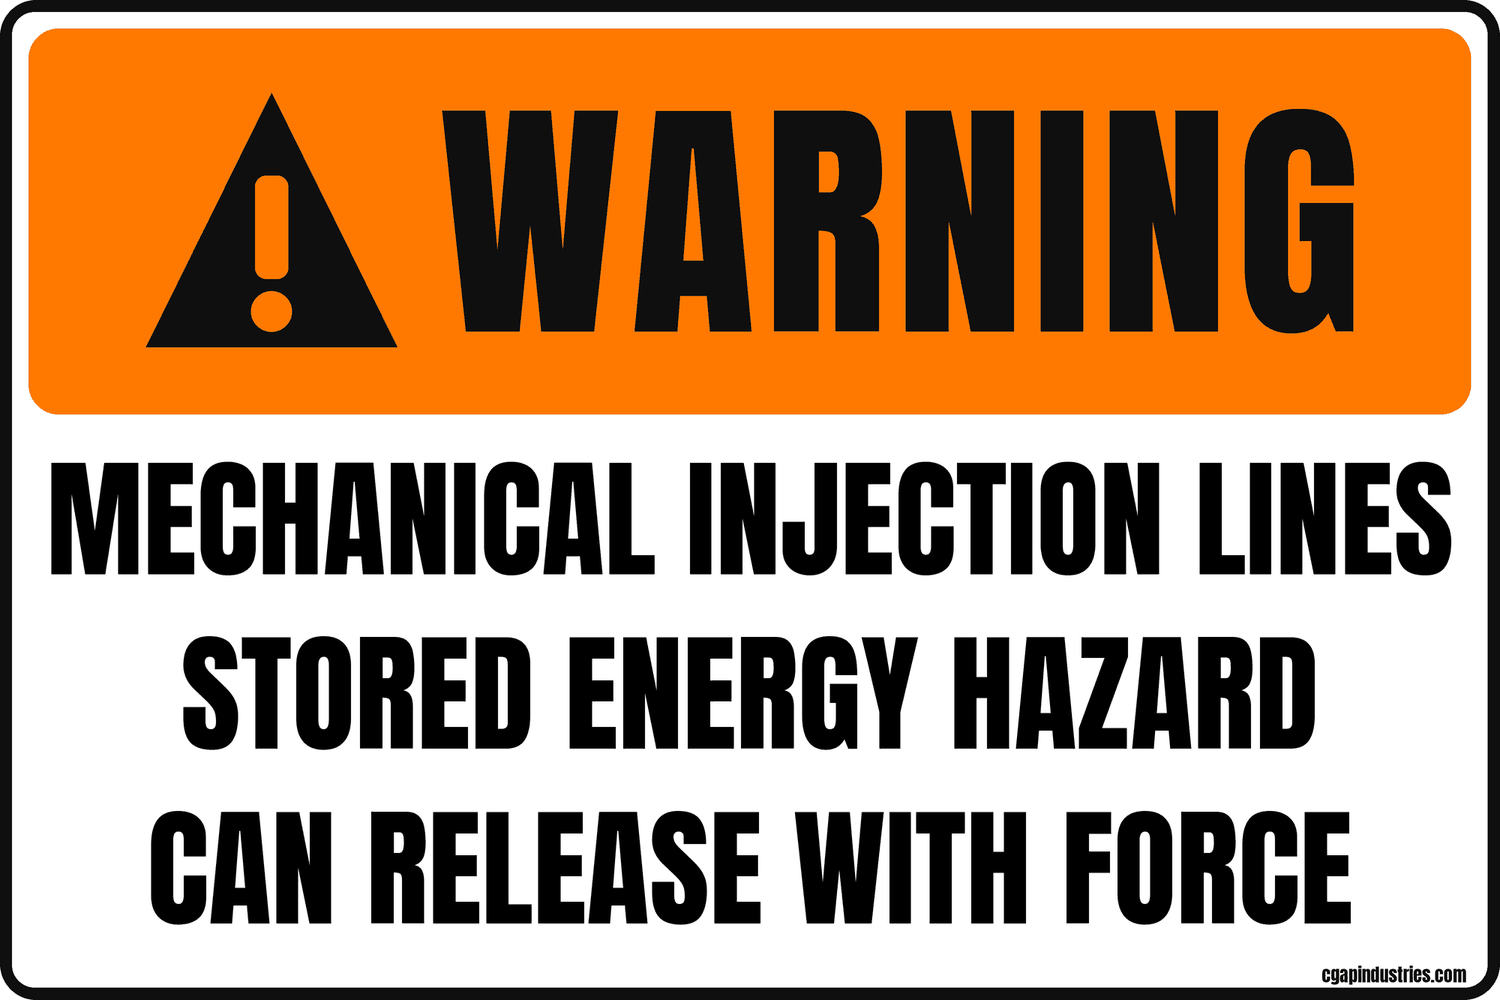 WARNING
MECHANICAL INJECTION LINES
STORED ENERGY HAZARD
CAN RELEASE WITH FORCE
cgapindustries.com